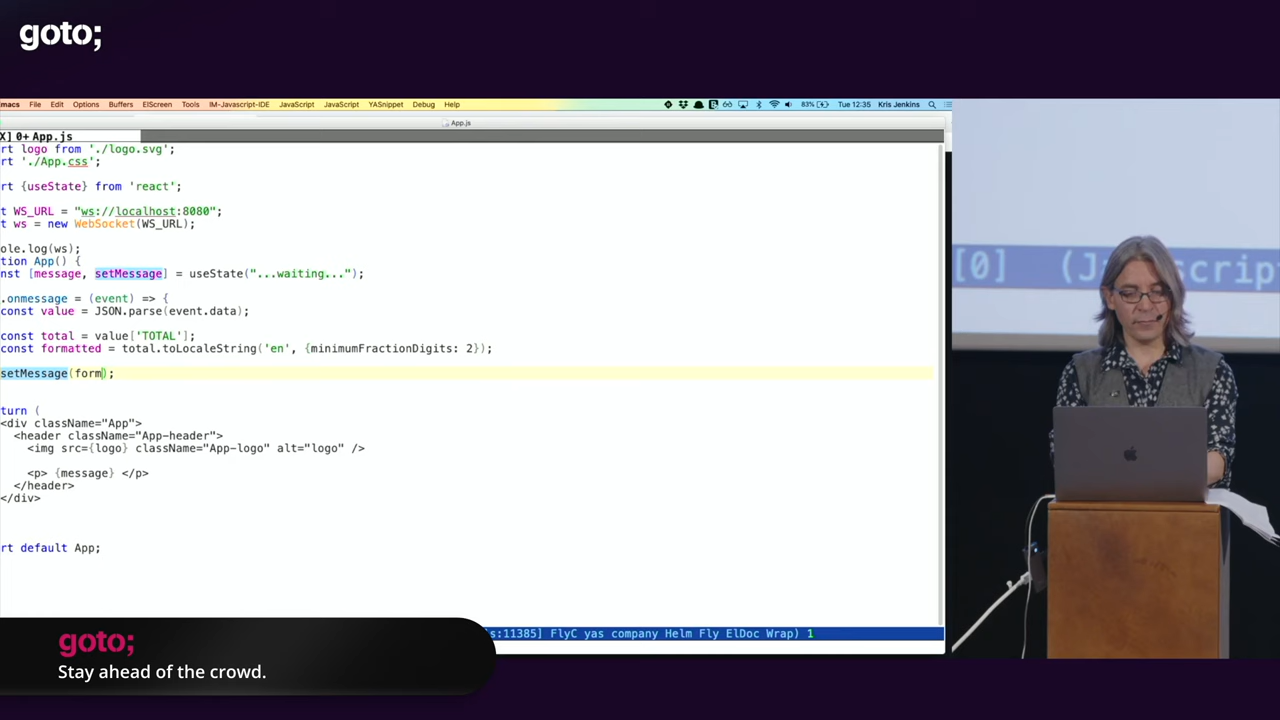 goto;
macs File Edit Options Buffers ElScreen Tools IM-Javascript-IDE JavaScript JavaScript YASnippet Debug Help 83% Tue 12:35 Kris Jenkins
App.js
X] 0+ App.js
rt logo from './logo.svg';
rt './App.css';
rt {useState} from 'react';
t WS_URL = "ws://localhost:8080";
t ws = new WebSocket(WS_URL);
ole.log(ws);
tion App() {
nst [message, setMessage] = useState("...waiting...");
.onmessage = (event) => {
const value = JSON.parse(event.data);
const total = value['TOTAL'];
const formatted = total.toLocaleString('en', {minimumFractionDigits: 2});
setMessage(form);
turn (
<div className="App">
<header className="App-header">
<img src={logo} className="App-logo" alt="logo" />
<p> {message} </p>
</header>
</div>
rt default App;
s:11385] FlyC yas company Helm Fly ElDoc Wrap) 1
[0] (Javascript
goto;
Stay ahead of the crowd.